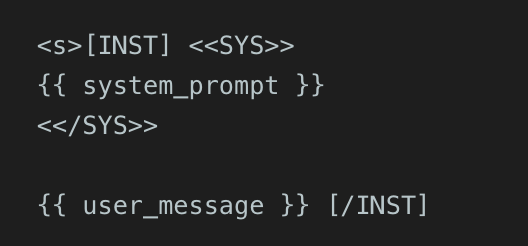 <s>[INST] <<SYS>>
{{ system_prompt }}
<</SYS>>

{{ user_message }} [/INST]